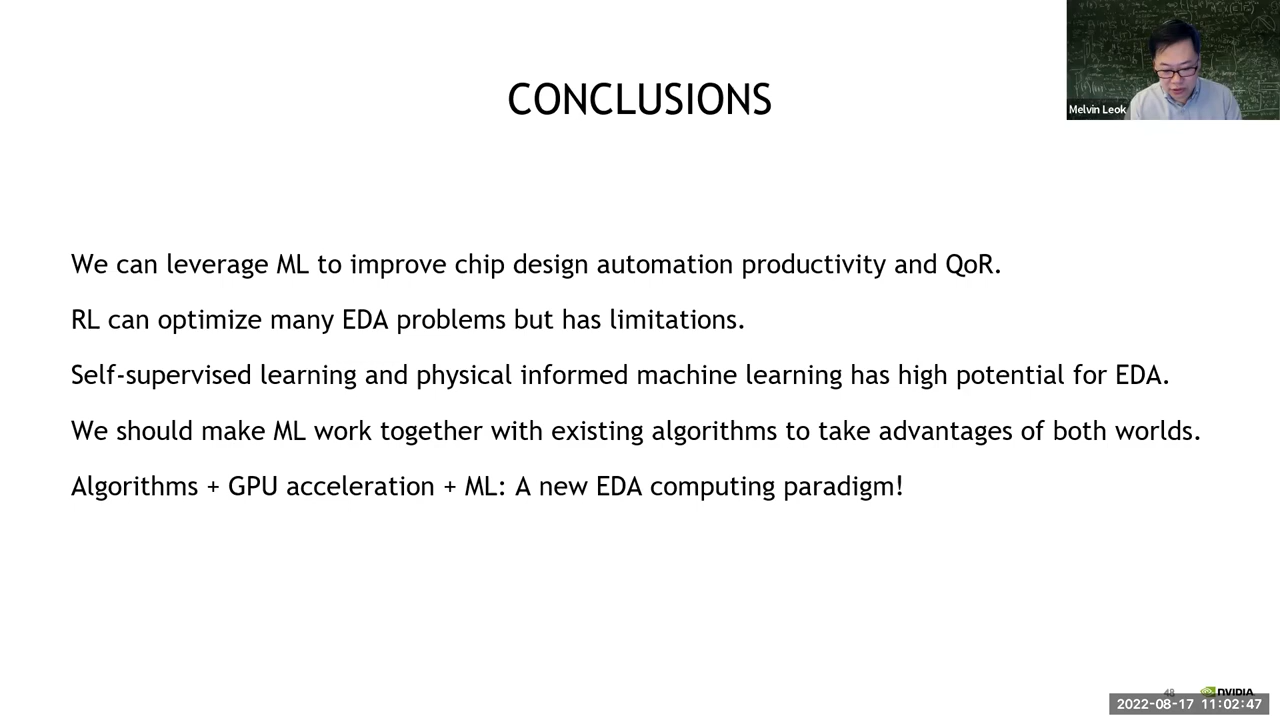 CONCLUSIONS
Melvin Leok
We can leverage ML to improve chip design automation productivity and QoR.
RL can optimize many EDA problems but has limitations.
Self-supervised learning and physical informed machine learning has high potential for EDA.
We should make ML work together with existing algorithms to take advantages of both worlds.
Algorithms + GPU acceleration + ML: A new EDA computing paradigm!
48
NVIDIA
2022-08-17 11:02:47